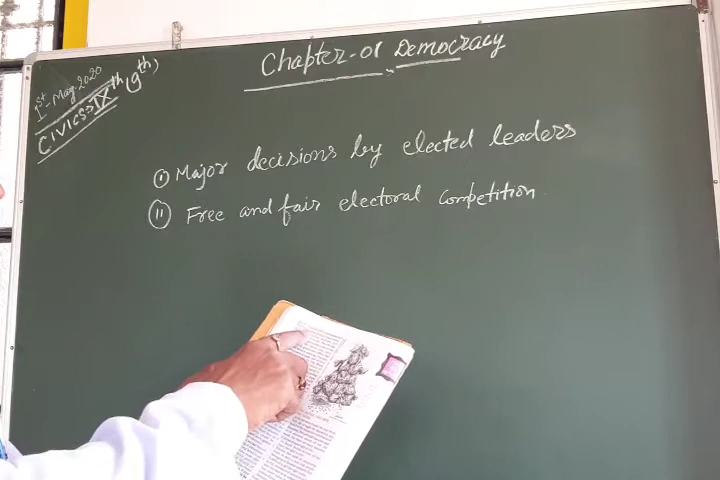 Chapter-01 Democracy
1st-May-2020
CIVICS:> IXth (9th)
(i) Major decisions by elected leaders
(ii) Free and fair electoral competition.